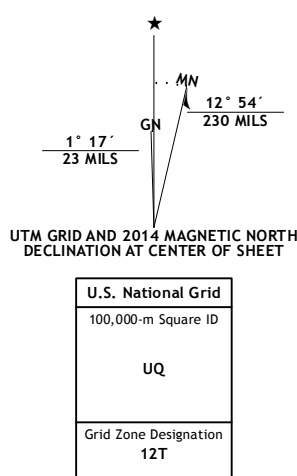 MN
GN
12° 54´
230 MILS
1° 17´
23 MILS
UTM GRID AND 2014 MAGNETIC NORTH
DECLINATION AT CENTER OF SHEET
U.S. National Grid
100,000-m Square ID
UQ
Grid Zone Designation
12T